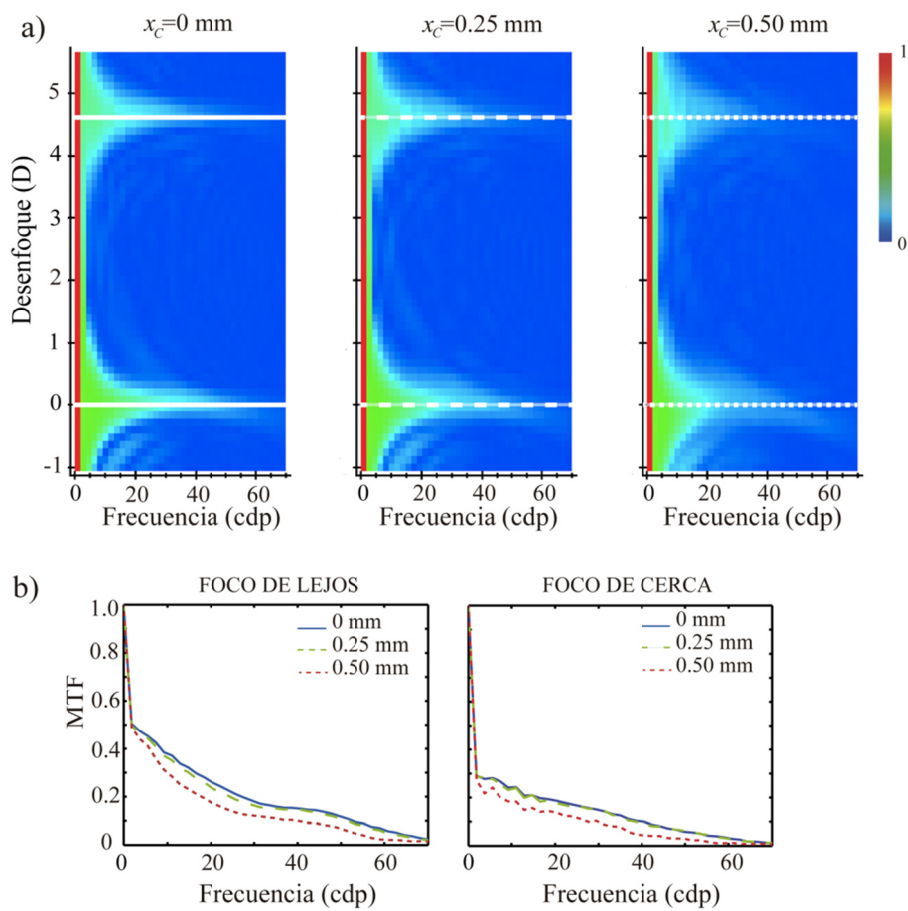 a)
x_C=0 mm
x_C=0.25 mm
x_C=0.50 mm
Desenfoque (D)
5
4
3
2
1
0
-1
1
0
0 20 40 60
0 20 40 60
0 20 40 60
Frecuencia (cdp)
Frecuencia (cdp)
Frecuencia (cdp)
b)
FOCO DE LEJOS
FOCO DE CERCA
MTF
1.0
0.8
0.6
0.4
0.2
0
0 mm
0.25 mm
0.50 mm
0 mm
0.25 mm
0.50 mm
0 20 40 60
0 20 40 60
Frecuencia (cdp)
Frecuencia (cdp)